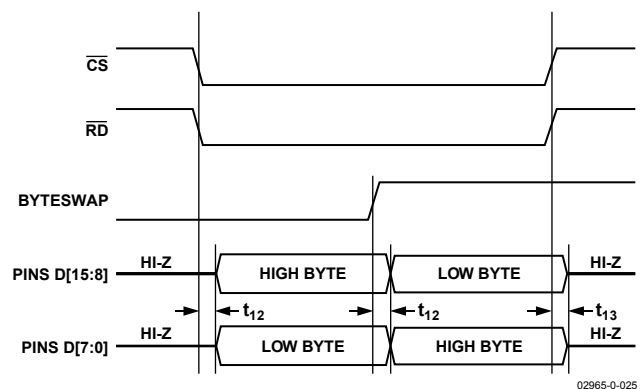 CS
RD
BYTESWAP
PINS D[15:8] HI-Z HIGH BYTE LOW BYTE HI-Z
t12 t12 t13
PINS D[7:0] HI-Z LOW BYTE HIGH BYTE HI-Z
02965-0-025